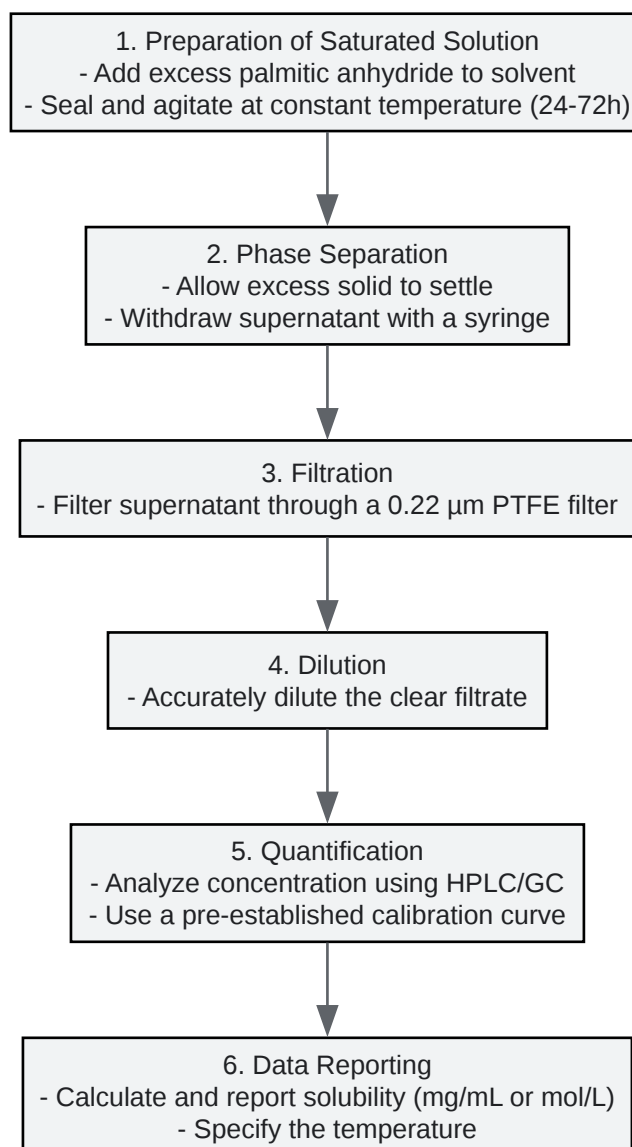 1. Preparation of Saturated Solution
- Add excess palmitic anhydride to solvent
- Seal and agitate at constant temperature (24-72h)
2. Phase Separation
- Allow excess solid to settle
- Withdraw supernatant with a syringe
3. Filtration
- Filter supernatant through a 0.22 µm PTFE filter
4. Dilution
- Accurately dilute the clear filtrate
5. Quantification
- Analyze concentration using HPLC/GC
- Use a pre-established calibration curve
6. Data Reporting
- Calculate and report solubility (mg/mL or mol/L)
- Specify the temperature